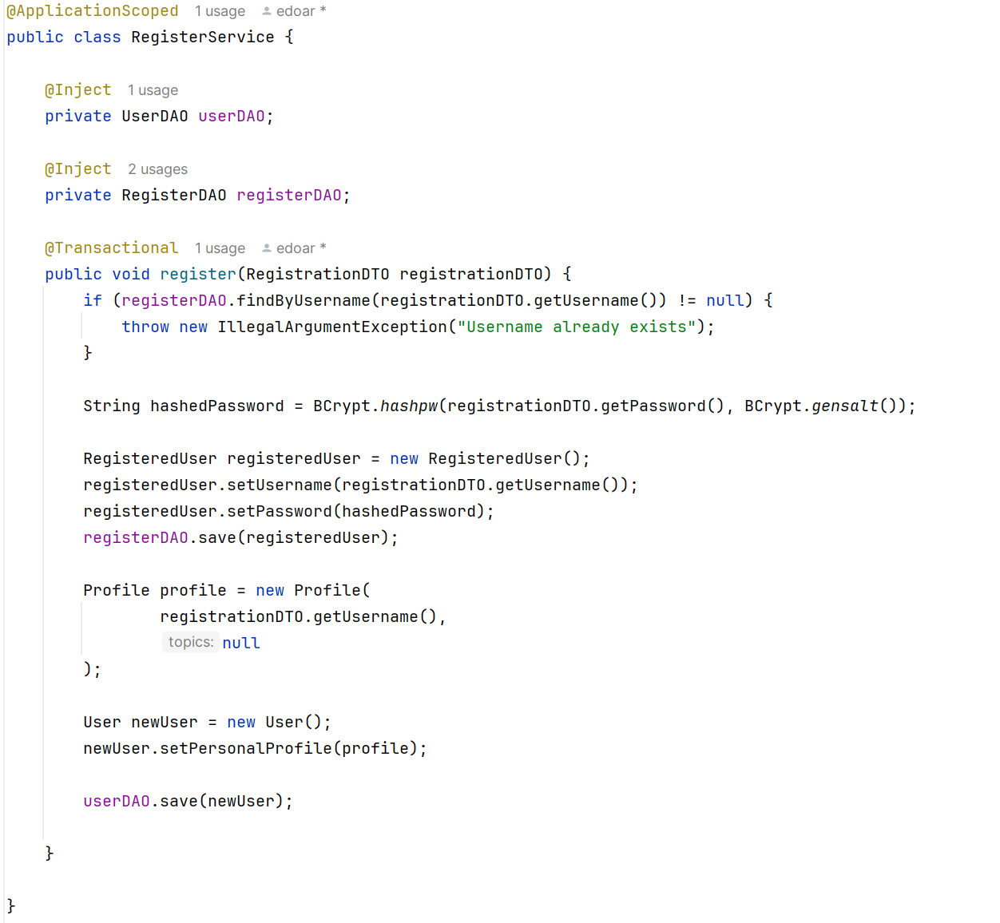 @ApplicationScoped 1 usage edoar *
public class RegisterService {
@Inject 1 usage
private UserDAO userDAO;
@Inject 2 usages
private RegisterDAO registerDAO;
@Transactional 1 usage edoar *
public void register(RegistrationDTO registrationDTO) {
if (registerDAO.findByUsername(registrationDTO.getUsername()) != null) {
throw new IllegalArgumentException("Username already exists");
}
String hashedPassword = BCrypt.hashpw(registrationDTO.getPassword(), BCrypt.gensalt());
RegisteredUser registeredUser = new RegisteredUser();
registeredUser.setUsername(registrationDTO.getUsername());
registeredUser.setPassword(hashedPassword);
registerDAO.save(registeredUser);
Profile profile = new Profile(
registrationDTO.getUsername(),
topics: null
);
User newUser = new User();
newUser.setPersonalProfile(profile);
userDAO.save(newUser);
}
}